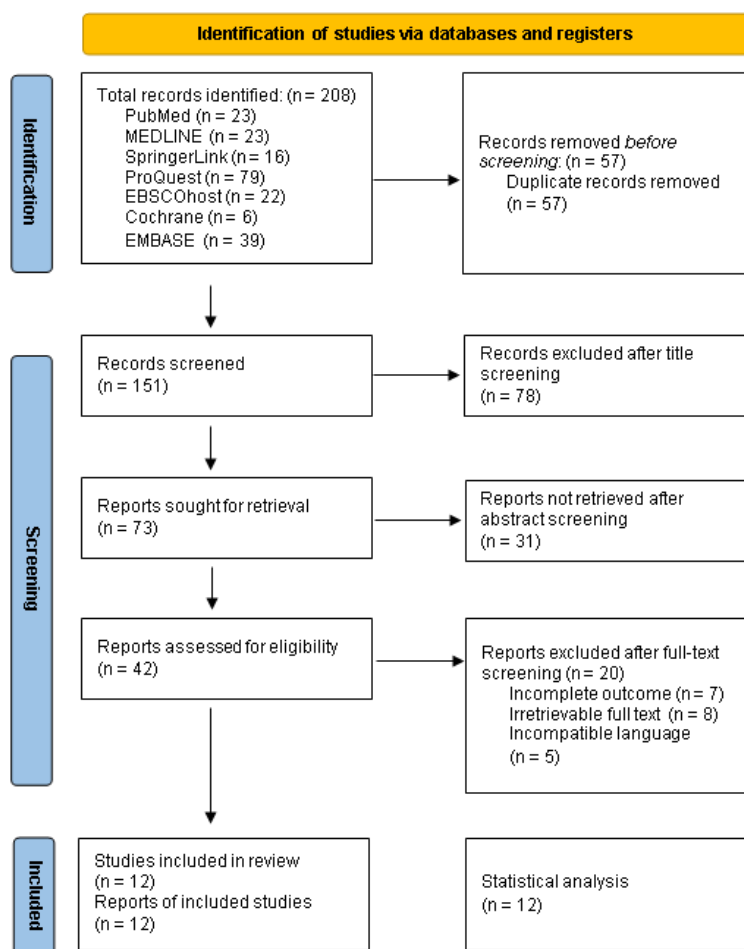 Identification of studies via databases and registers
Identification
Total records identified: (n = 208)
PubMed (n = 23)
MEDLINE (n = 23)
SpringerLink (n = 16)
ProQuest (n = 79)
EBSCOhost (n = 22)
Cochrane (n = 6)
EMBASE (n = 39)
Records removed before
screening: (n = 57)
Duplicate records removed
(n = 57)
Screening
Records screened
(n = 151)
Records excluded after title
screening
(n = 78)
Reports sought for retrieval
(n = 73)
Reports not retrieved after
abstract screening
(n = 31)
Reports assessed for eligibility
(n = 42)
Reports excluded after full-text
screening (n = 20)
Incomplete outcome (n = 7)
Irretrievable full text (n = 8)
Incompatible language
(n = 5)
Included
Studies included in review
(n = 12)
Reports of included studies
(n = 12)
Statistical analysis
(n = 12)